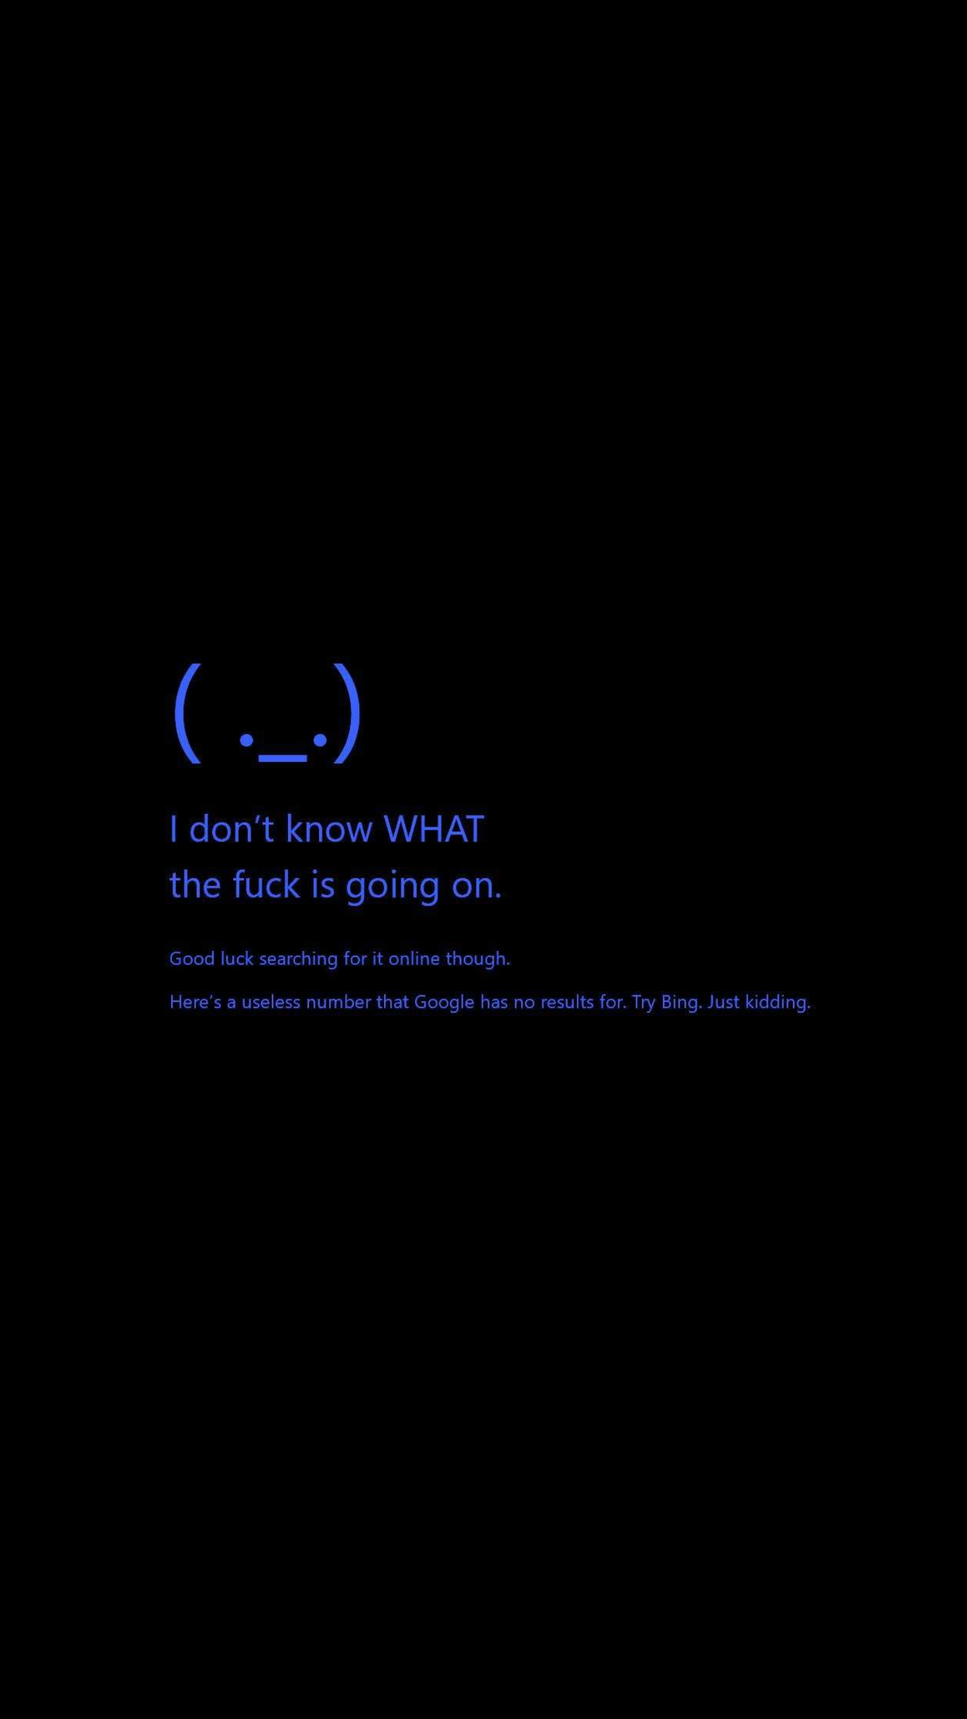 ( ._.)
I don’t know WHAT
the fuck is going on.
Good luck searching for it online though.
Here’s a useless number that Google has no results for. Try Bing. Just kidding.